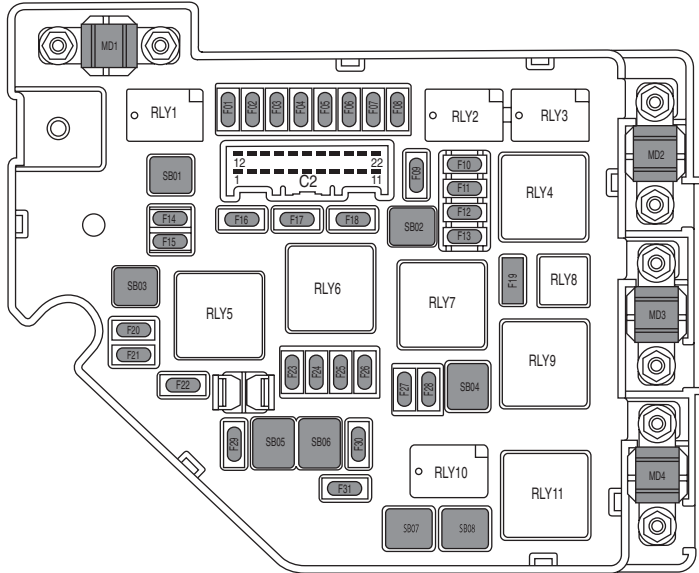 MD1
RLY1
F01 F02 F03 F04 F05 F06 F07 F08
RLY2
RLY3
MD2
12 22
1 11
C2
F09
F10
F11
F12
F13
RLY4
SB01
F14
F15
F16
F17
F18
SB02
SB03
RLY5
RLY6
RLY7
F19
RLY8
MD3
F20
F21
F22
F23 F24 F25 F26
F27 F28
SB04
RLY9
F29
SB05
SB06
F30
F31
RLY10
RLY11
MD4
SB07
SB08